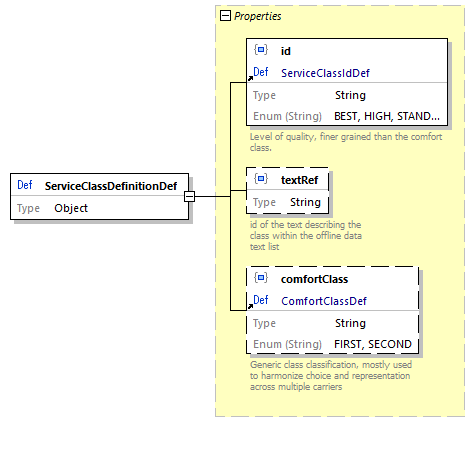 Properties
id
Def ServiceClassIdDef
Type String
Enum (String) BEST, HIGH, STAND...
Level of quality, finer grained than the comfort
class.
Def ServiceClassDefinitionDef
Type Object
textRef
Type String
id of the text describing the
class within the offline data
text list
comfortClass
Def ComfortClassDef
Type String
Enum (String) FIRST, SECOND
Generic class classification, mostly used
to harmonize choice and representation
across multiple carriers